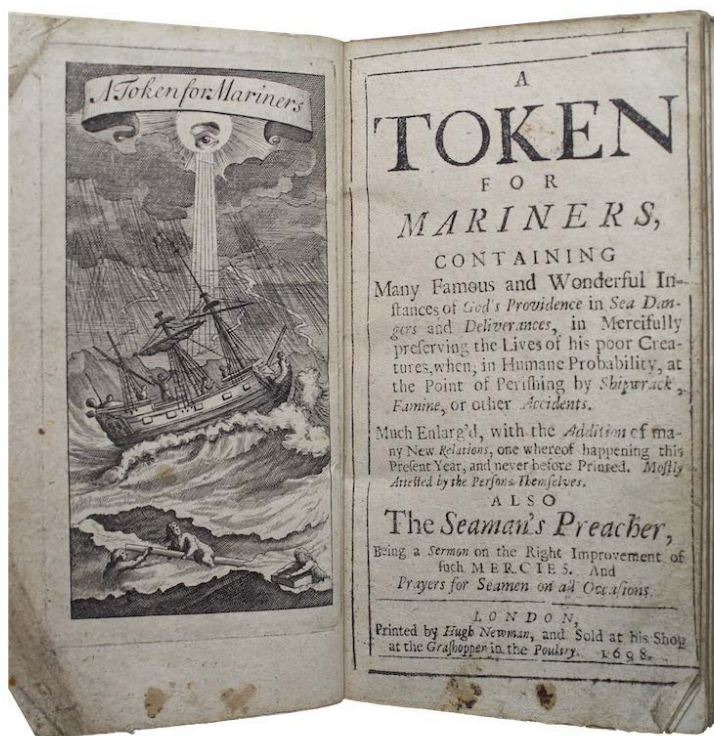 A Token for Mariners
A
TOKEN
FOR
MARINERS,
CONTAINING
Many Famous and Wonderful In-
ſtances of God's Providence in Sea Dan-
gers and Deliverances, in Mercifully
preſerving the Lives of his poor Crea-
tures, when, in Humane Probability, at
the Point of Periſhing by Shipwrack,
Famine, or other Accidents.
Much Enlarg'd, with the Addition of ma-
ny New Relations, one whereof happening this
Preſent Year, and never before Printed. Moſtly
Atteſted by the Perſons Themſelves.
ALSO
The Seaman's Preacher,
Being a Sermon on the Right Improvement of
ſuch MERCIES. And
Prayers for Seamen on all Occaſions.
LONDON,
Printed by Hugh Newman, and Sold at his Shop
at the Graſhopper in the Poultry. 1698.